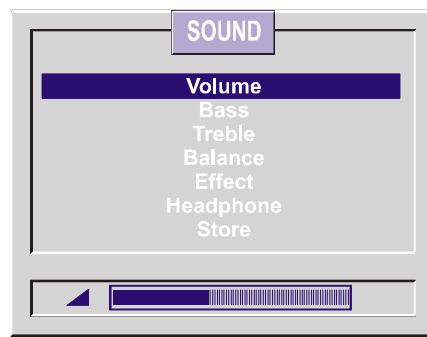 SOUND
Volume
Bass
Treble
Balance
Effect
Headphone
Store